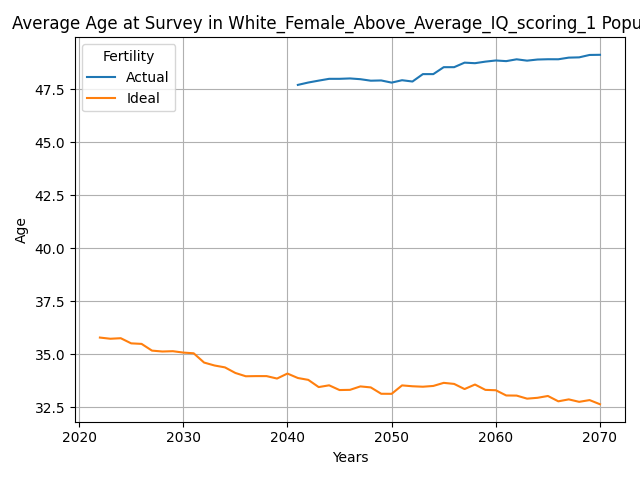 Average Age at Survey in White_Female_Above_Average_IQ_scoring_1 Popu
Fertility
Actual
Ideal
47.5
45.0
42.5
40.0
37.5
35.0
32.5
Age
2020 2030 2040 2050 2060 2070
Years